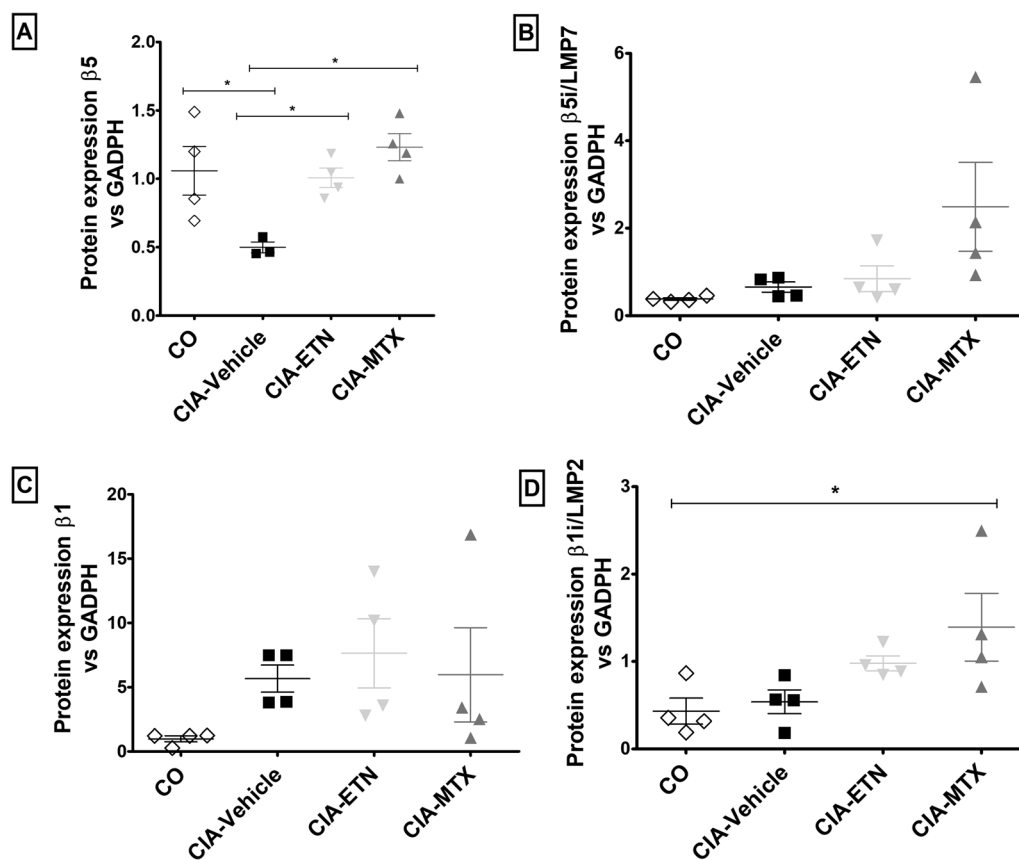 A
Protein expression β5
vs GADPH
2.0
1.5
1.0
0.5
0.0
*
*
*
CO
CIA-Vehicle
CIA-ETN
CIA-MTX
B
Protein expression β5i/LMP7
vs GADPH
6
4
2
0
CO
CIA-Vehicle
CIA-ETN
CIA-MTX
C
Protein expression β1
vs GADPH
20
15
10
5
0
CO
CIA-Vehicle
CIA-ETN
CIA-MTX
D
Protein expression β1i/LMP2
vs GADPH
3
2
1
0
*
CO
CIA-Vehicle
CIA-ETN
CIA-MTX